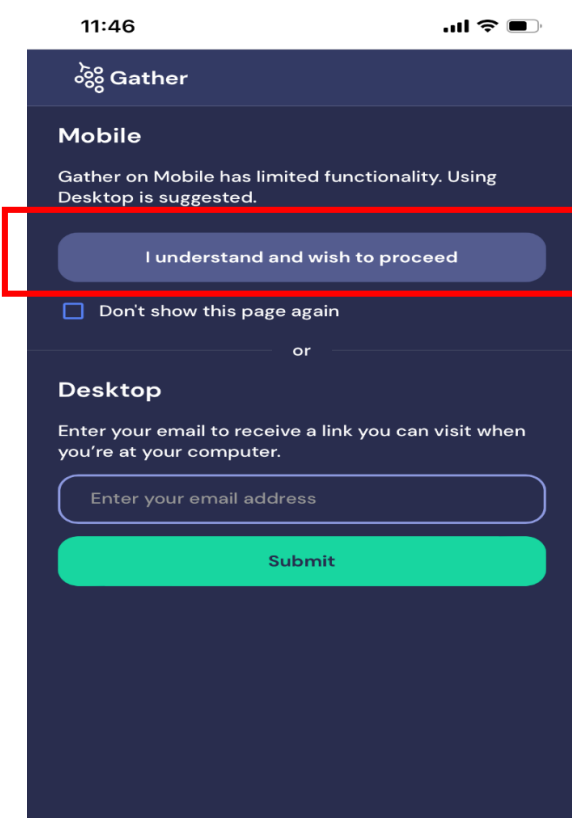 11:46
Gather
Mobile
Gather on Mobile has limited functionality. Using
Desktop is suggested.
I understand and wish to proceed
Don't show this page again
or
Desktop
Enter your email to receive a link you can visit when
you're at your computer.
Enter your email address
Submit